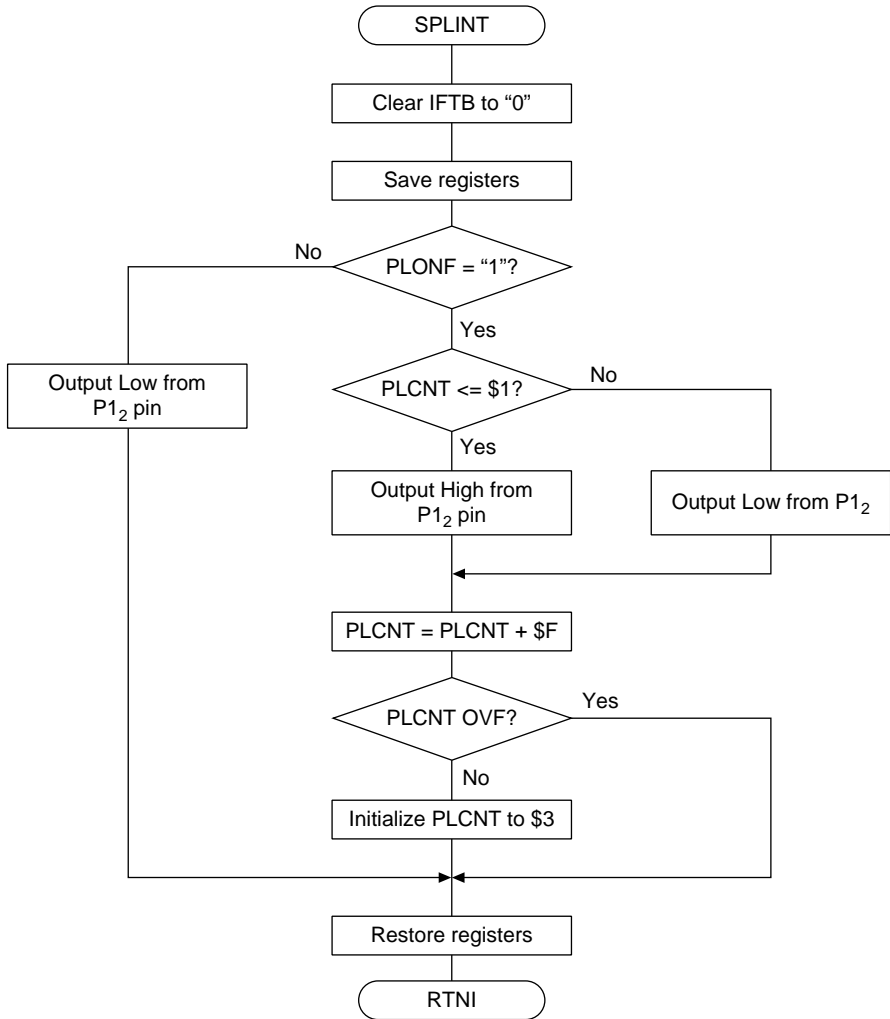 SPLINT
Clear IFTB to “0”
Save registers
No
PLONF = “1”?
Yes
Output Low from
P1₂ pin
PLCNT <= $1?
No
Yes
Output High from
P1₂ pin
Output Low from P1₂
PLCNT = PLCNT + $F
PLCNT OVF?
Yes
No
Initialize PLCNT to $3
Restore registers
RTNI